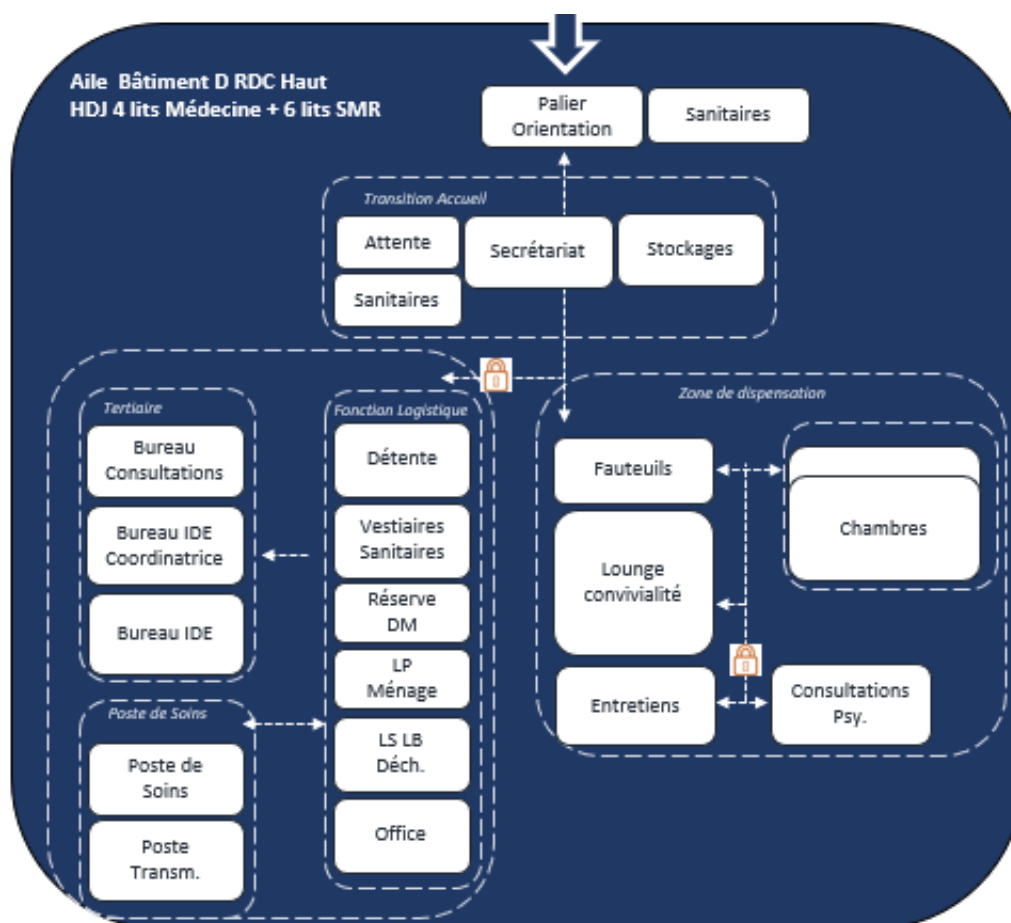 Aile Bâtiment D RDC Haut
HDJ 4 lits Médecine + 6 lits SMR
Palier
Orientation
Sanitaires
Transition Accueil
Attente
Secrétariat
Stockages
Sanitaires
Tertiaire
Bureau
Consultations
Bureau IDE
Coordinatrice
Bureau IDE
Poste de Soins
Poste de
Soins
Poste
Transm.
Fonction Logistique
Détente
Vestiaires
Sanitaires
Réserve
DM
LP
Ménage
LS LB
Déch.
Office
Zone de dispensation
Fauteuils
Lounge
convivialité
Entretiens
Chambres
Consultations
Psy.